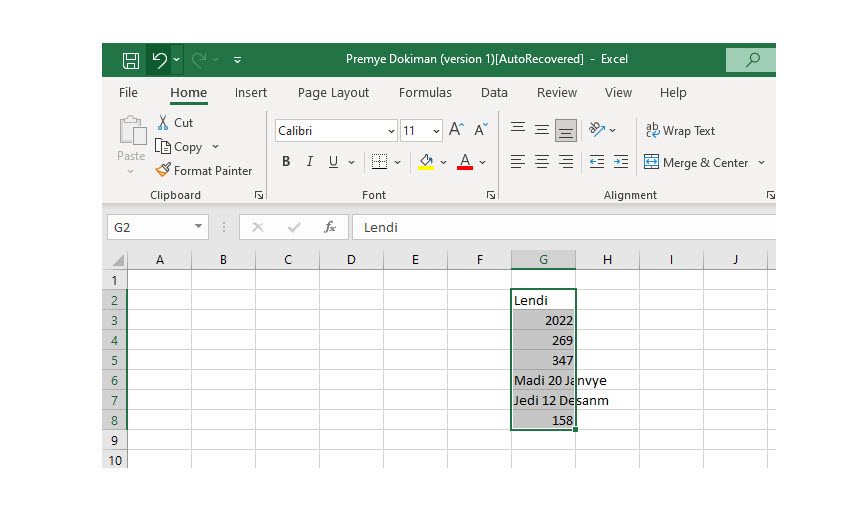 Premye Dokiman (version 1)[AutoRecovered] - Excel
File Home Insert Page Layout Formulas Data Review View Help
Paste
Cut
Copy
Format Painter
Clipboard
Calibri 11 A A
B I U A
Font
ab Wrap Text
Merge & Center
Alignment
G2 fx Lendi
A B C D E F G H I J
1
2 Lendi
3 2022
4 269
5 347
6 Madi 20 Janvye
7 Jedi 12 Desanm
8 158
9
10